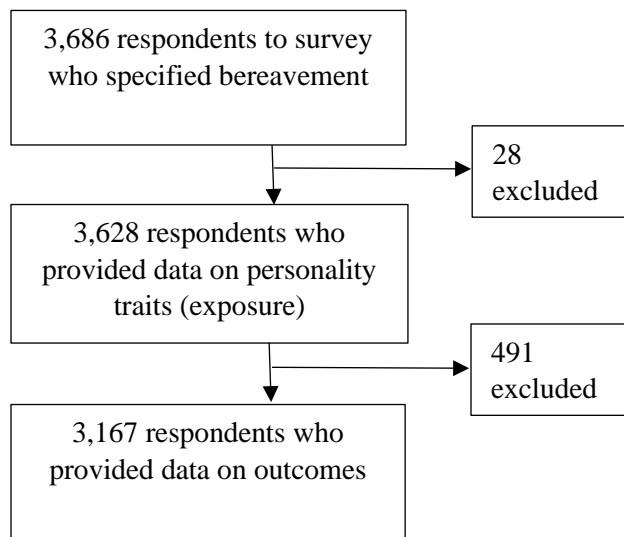 3,686 respondents to survey
who specified bereavement
28
excluded
3,628 respondents who
provided data on personality
traits (exposure)
491
excluded
3,167 respondents who
provided data on outcomes